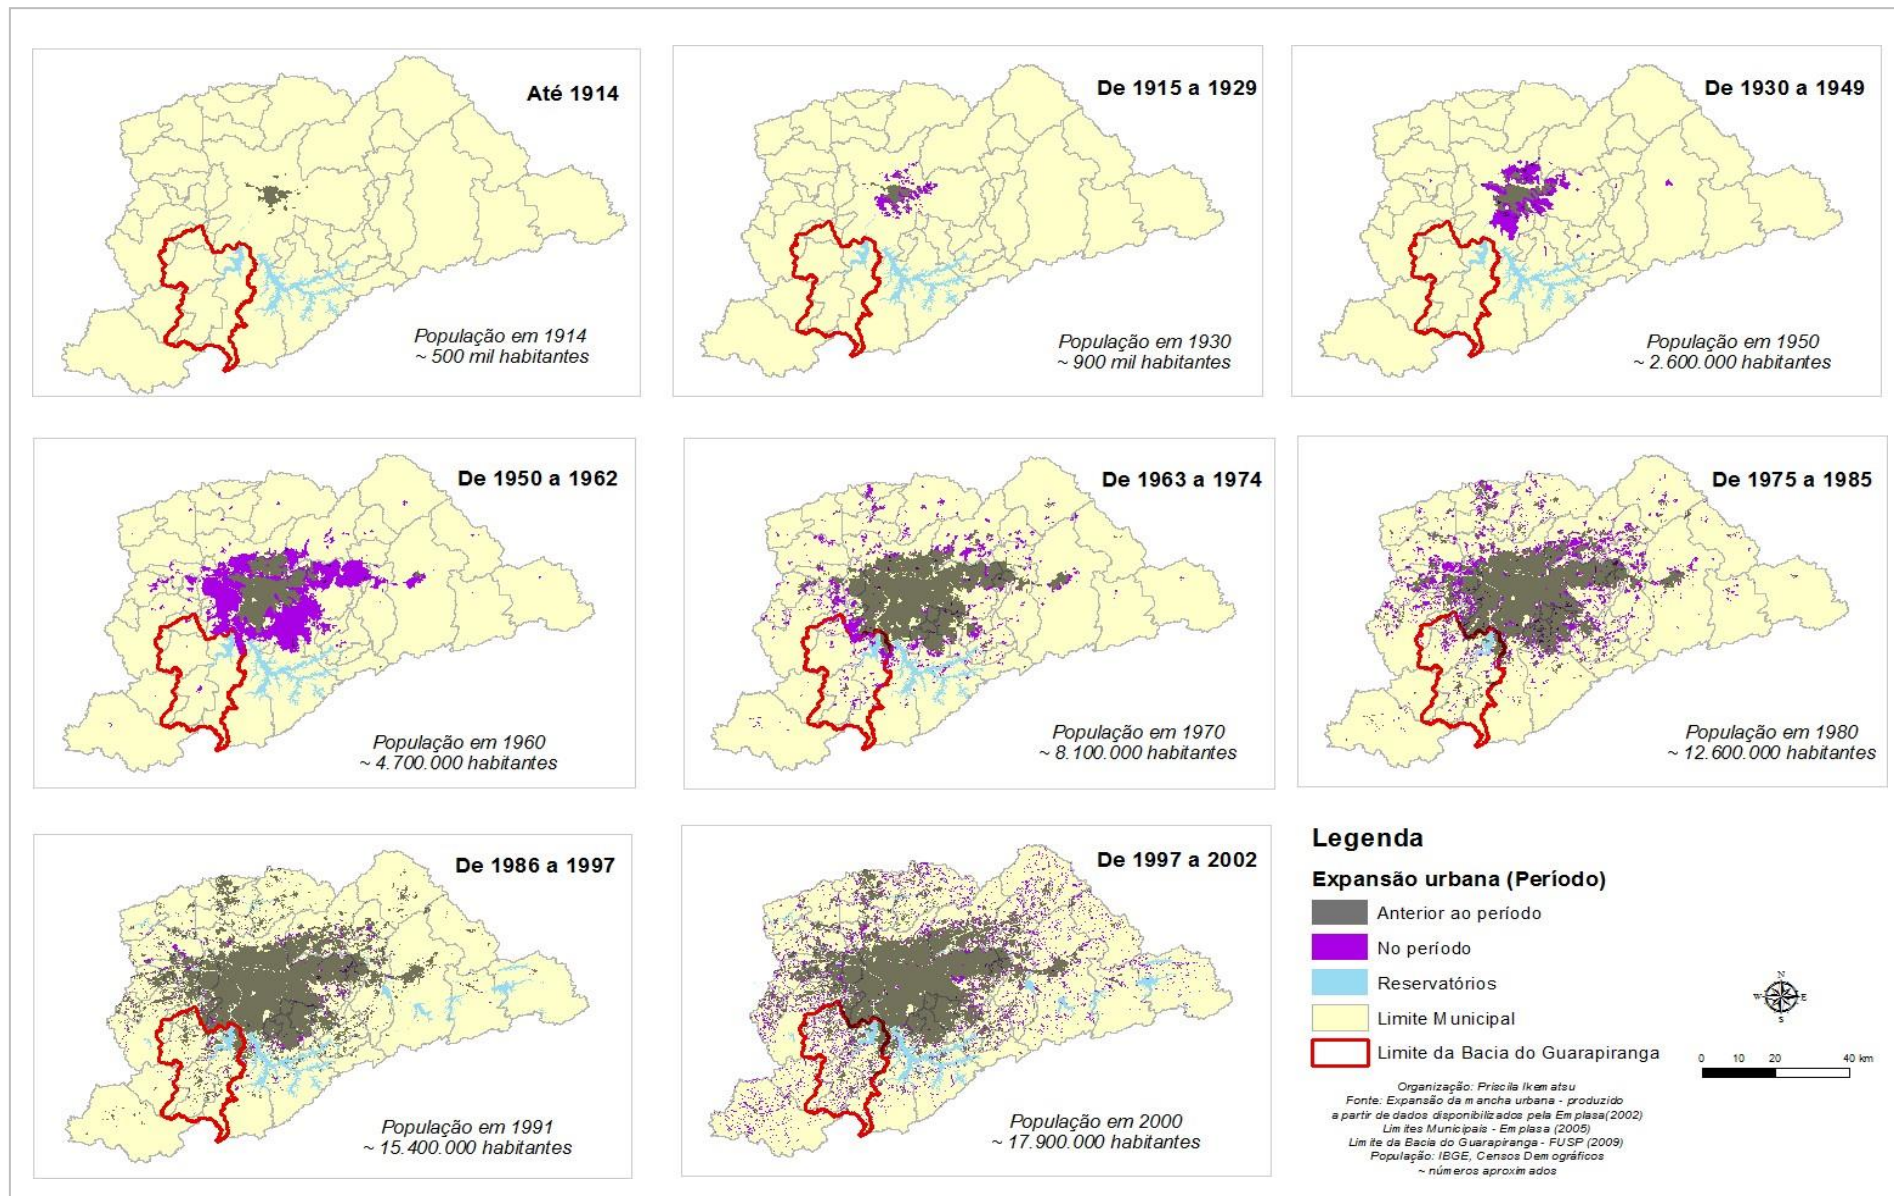 Até 1914
População em 1914
~ 500 mil habitantes
De 1915 a 1929
População em 1930
~ 900 mil habitantes
De 1930 a 1949
População em 1950
~ 2.600.000 habitantes
De 1950 a 1962
População em 1960
~ 4.700.000 habitantes
De 1963 a 1974
População em 1970
~ 8.100.000 habitantes
De 1975 a 1985
População em 1980
~ 12.600.000 habitantes
De 1986 a 1997
População em 1991
~ 15.400.000 habitantes
De 1997 a 2002
População em 2000
~ 17.900.000 habitantes
Legenda
Expansão urbana (Período)
Anterior ao período
No período
Reservatórios
Limite Municipal
Limite da Bacia do Guarapiranga
N
W E
S
0 10 20 40 km
Organização: Priscila Ikematsu
Fonte: Expansão da mancha urbana - produzido
a partir de dados disponibilizados pela Emplasa(2002)
Limites Municipais - Emplasa (2005)
Limite da Bacia do Guarapiranga - FUSP (2009)
População: IBGE, Censos Demográficos
~ números aproximados